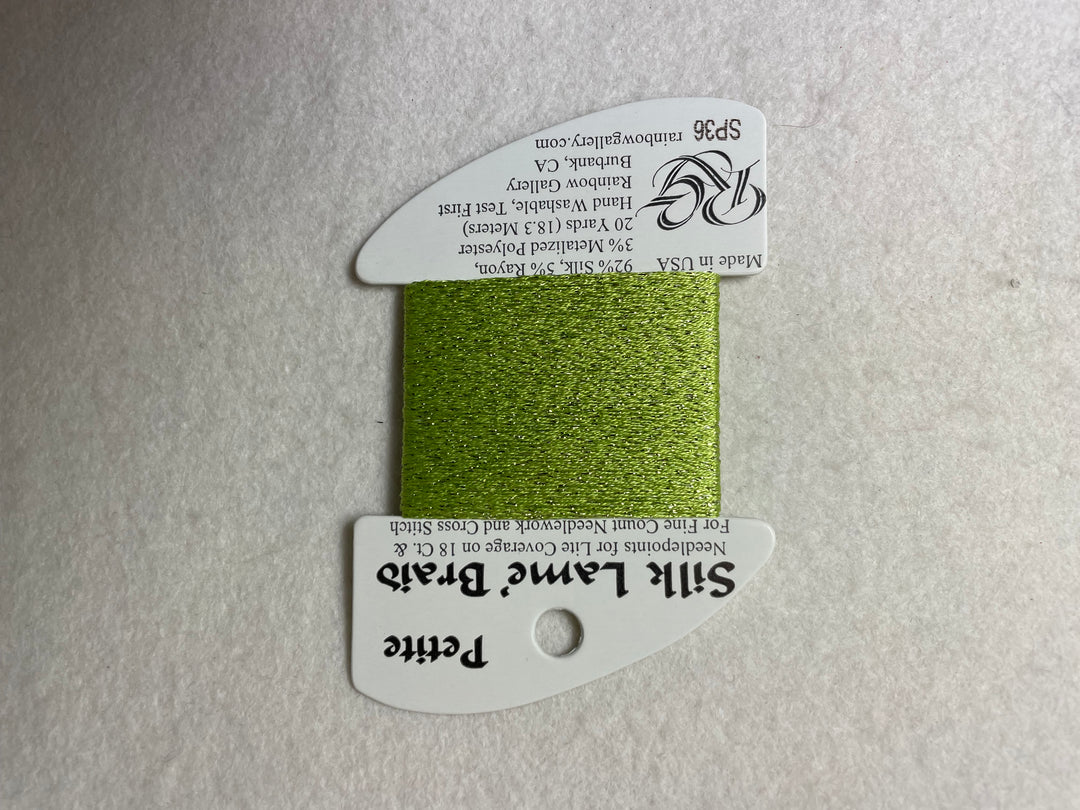 Petite
Silk Lamé Braid
Needlepoints for Lite Coverage on 18 Ct. &
For Fine Count Needlework and Cross Stitch
Made in USA
92% Silk, 5% Rayon,
3% Metalized Polyester
20 Yards (18.3 Meters)
Hand Washable, Test First
Rainbow Gallery
Burbank, CA
RG
SP36 rainbowgallery.com